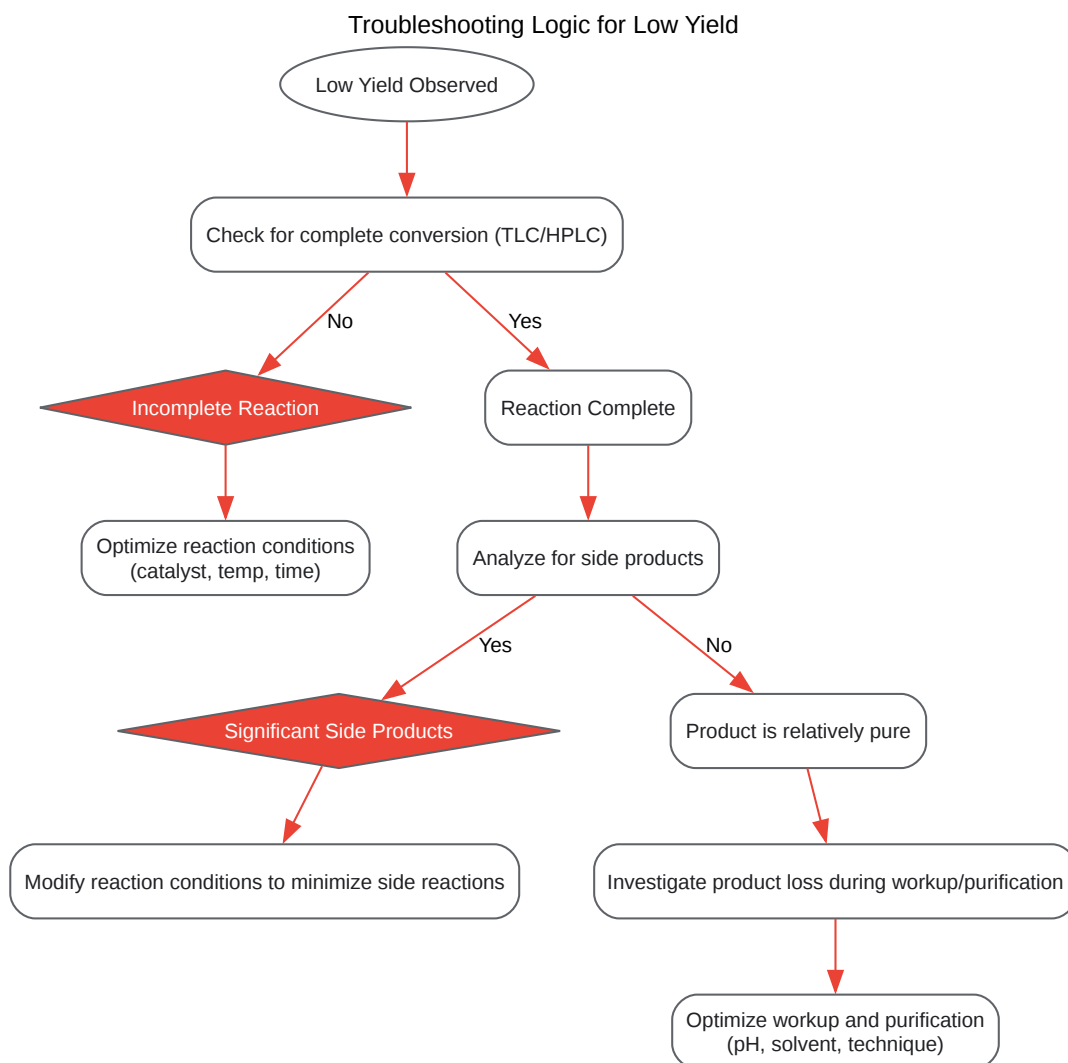 Troubleshooting Logic for Low Yield
Low Yield Observed
Check for complete conversion (TLC/HPLC)
No
Yes
Incomplete Reaction
Reaction Complete
Optimize reaction conditions
(catalyst, temp, time)
Analyze for side products
Yes
No
Significant Side Products
Product is relatively pure
Modify reaction conditions to minimize side reactions
Investigate product loss during workup/purification
Optimize workup and purification
(pH, solvent, technique)